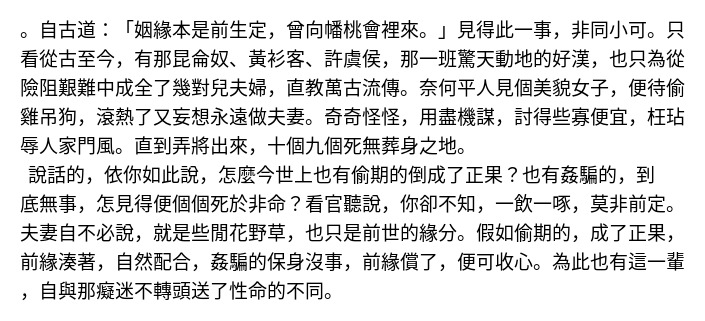 。自古道：「姻緣本是前生定，曾向幡桃會裡來。」見得此一事，非同小可。只
看從古至今，有那昆侖奴、黃衫客、許虞侯，那一班驚天動地的好漢，也只為從
險阻艱難中成全了幾對兒夫婦，直教萬古流傳。奈何平人見個美貌女子，便待偷
雞吊狗，滾熱了又妄想永遠做夫妻。奇奇怪怪，用盡機謀，討得些寡便宜，枉玷
辱人家門風。直到弄將出來，十個九個死無葬身之地。
說話的，依你如此說，怎麼今世上也有偷期的倒成了正果？也有姦騙的，到
底無事，怎見得便個個死於非命？看官聽說，你卻不知，一飲一啄，莫非前定。
夫妻自不必說，就是些閒花野草，也只是前世的緣分。假如偷期的，成了正果，
前緣湊著，自然配合，姦騙的保身沒事，前緣償了，便可收心。為此也有這一輩
，自與那癡迷不轉頭送了性命的不同。